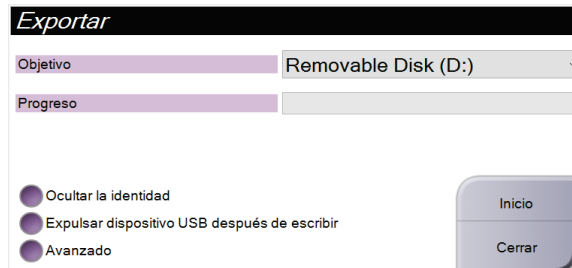 Exportar
Objetivo
Removable Disk (D:)
Progreso
Ocultar la identidad
Expulsar dispositivo USB después de escribir
Avanzado
Inicio
Cerrar